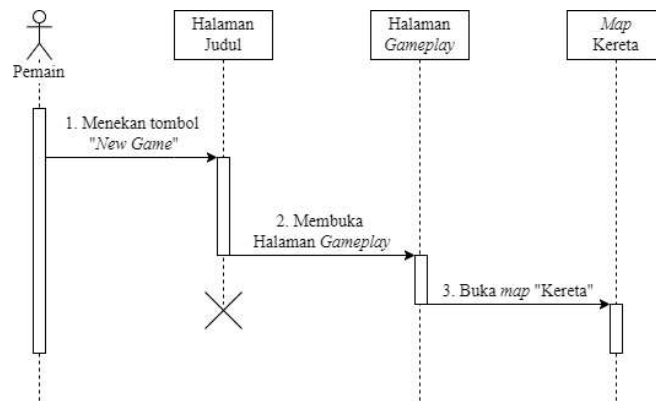 Pemain
Halaman
Judul
Halaman
Gameplay
Map
Kereta
1. Menekan tombol
"New Game"
2. Membuka
Halaman Gameplay
3. Buka map "Kereta"